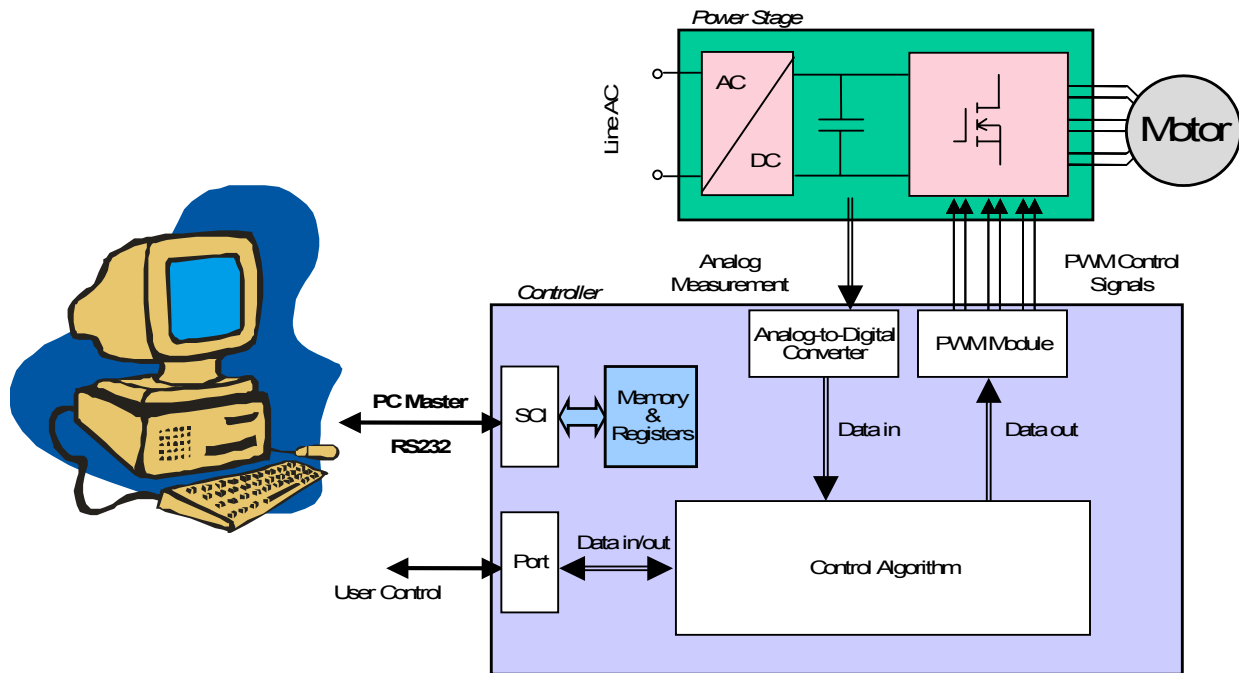 Power Stage
Line AC
AC
DC
Motor
Analog
Measurement
PWM Control
Signals
Controller
Analog-to-Digital
Converter
PWM Module
PC Master
RS232
SCI
Memory
&
Registers
Data in
Data out
User Control
Port
Data in/out
Control Algorithm